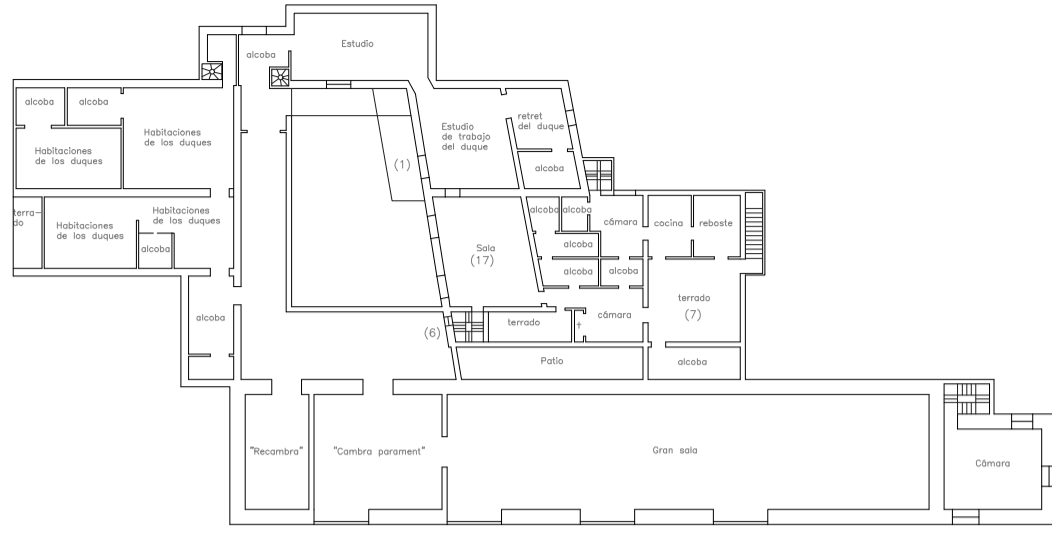 Estudio
alcoba
alcoba
alcoba
Habitaciones
de los duques
Habitaciones
de los duques
Estudio
de trabajo
del duque
retret
del duque
alcoba
(1)
terra-
do
Habitaciones
de los duques
Habitaciones
de los duques
alcoba
alcoba
alcoba
cámara
cocina
reboste
Sala
(17)
alcoba
alcoba
alcoba
terrado
(7)
alcoba
(6)
terrado
†
cámara
Patio
alcoba
"Recambra"
"Cambra parament"
Gran sala
Câmara